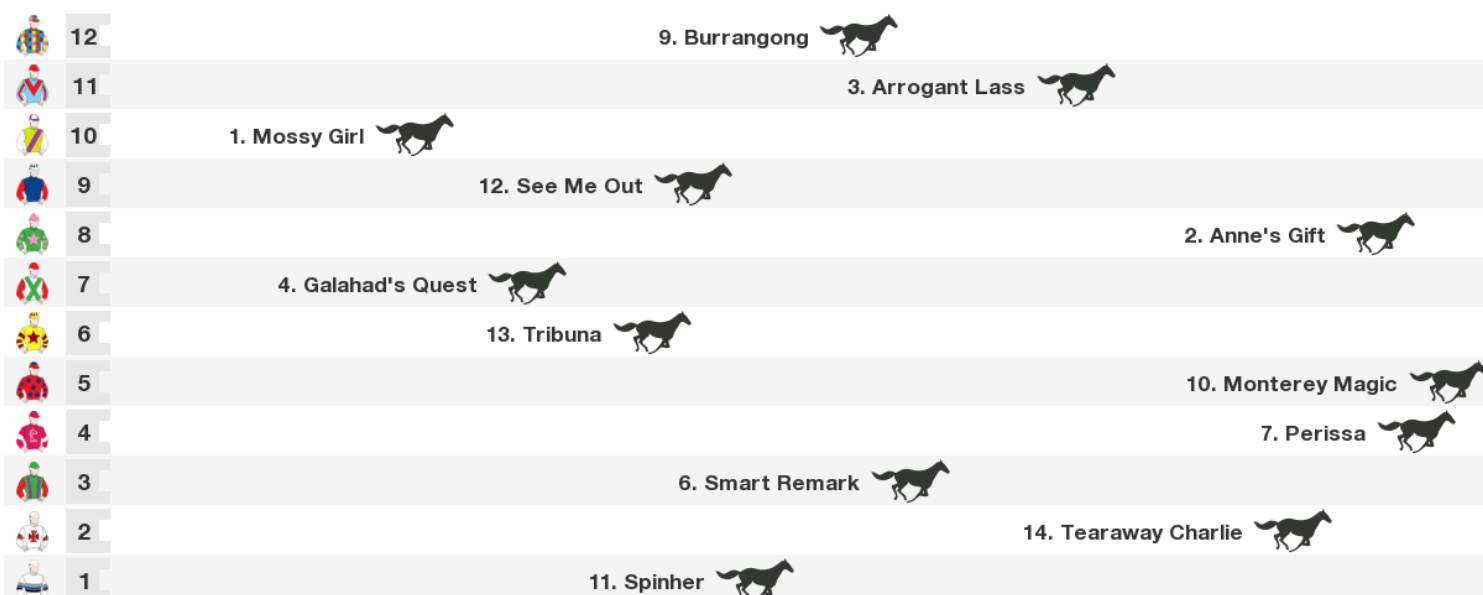 12 9. Burrangong
11 3. Arrogant Lass
10 1. Mossy Girl
9 12. See Me Out
8 2. Anne's Gift
7 4. Galahad's Quest
6 13. Tribuna
5 10. Monterey Magic
4 7. Perissa
3 6. Smart Remark
2 14. Tearaway Charlie
1 11. Spinher